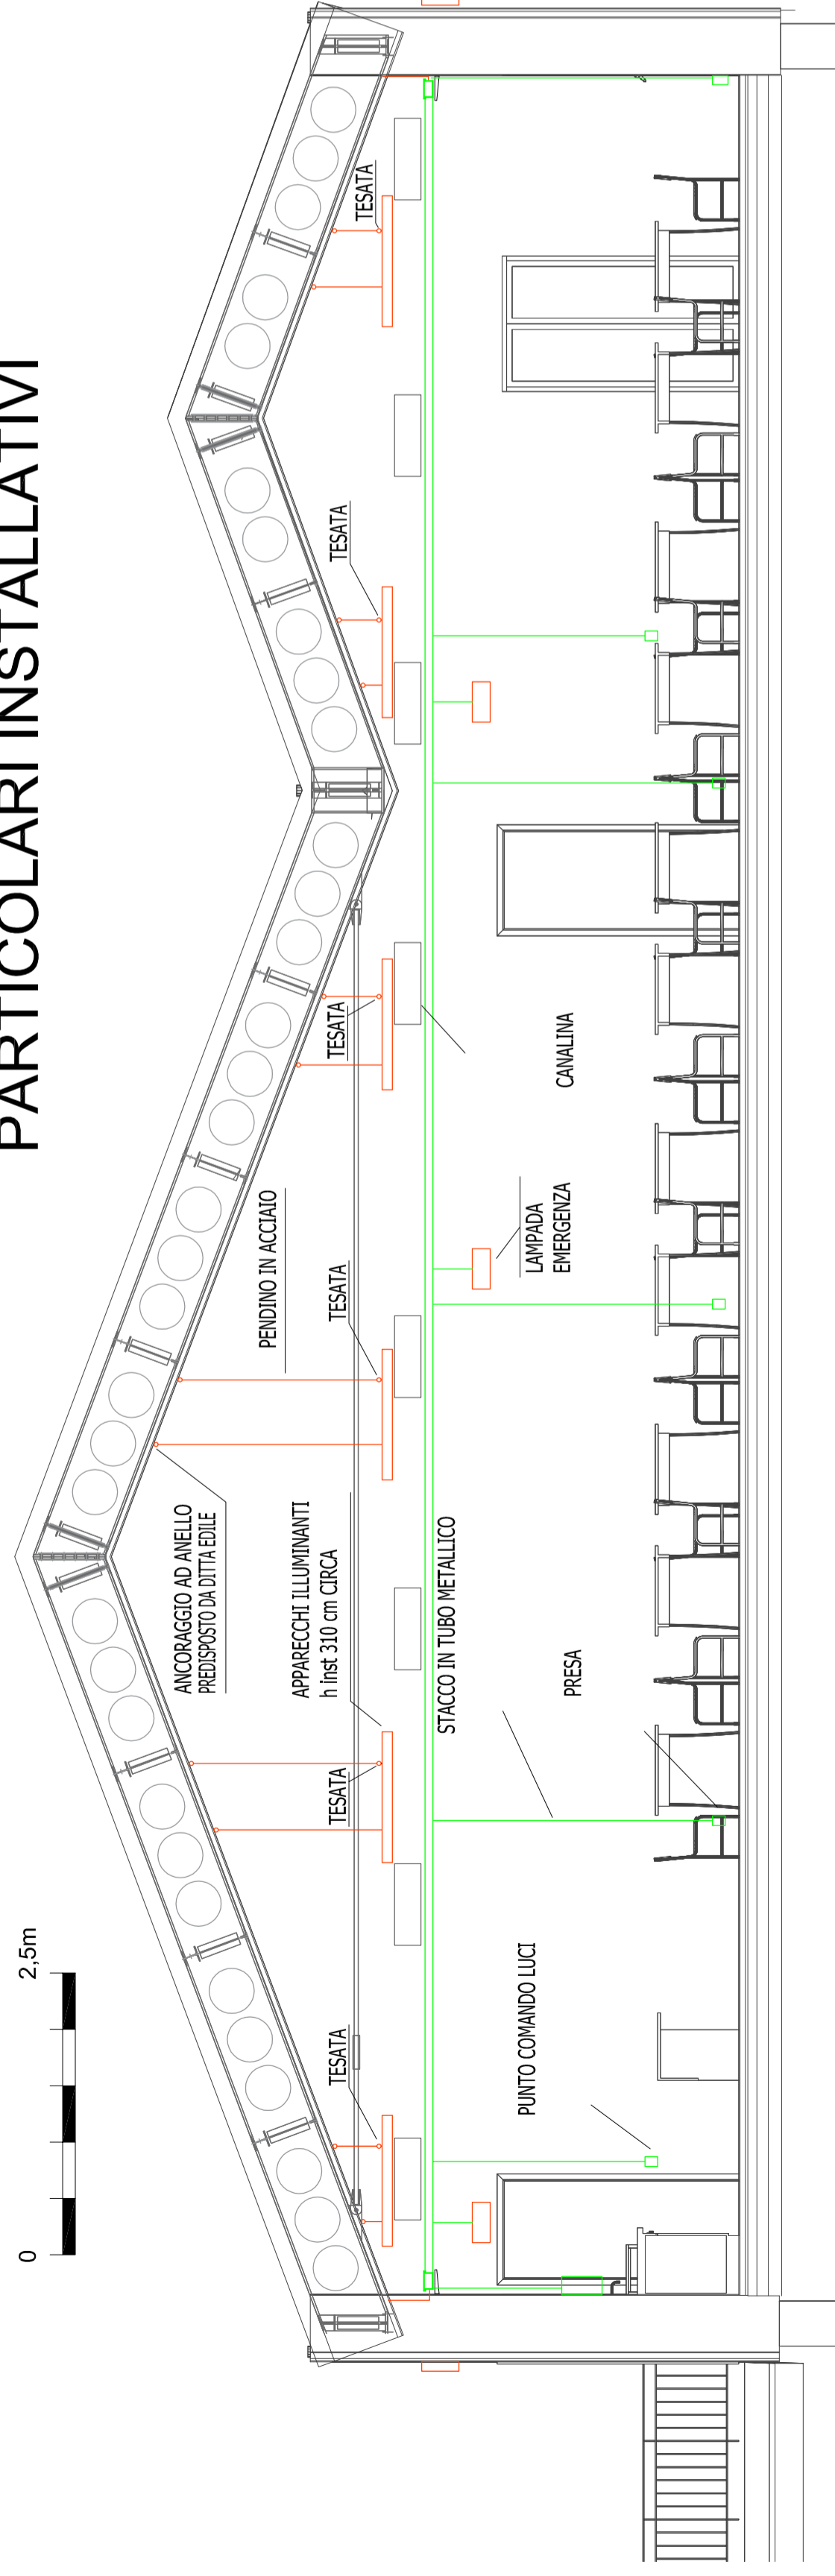 PARTICOLARI INSTALLATIVI
0
2,5m
ANCORAGGIO AD ANELLO
PREDISPOSTO DA DITTA EDILE
PENDINO IN ACCIAIO
APPARECCHI ILLUMINANTI
h inst 310 cm CIRCA
TESATA
TESATA
TESATA
TESATA
TESATA
TESATA
STACCO IN TUBO METALLICO
PUNTO COMANDO LUCI
LAMPADA
EMERGENZA
CANALINA
PRESA